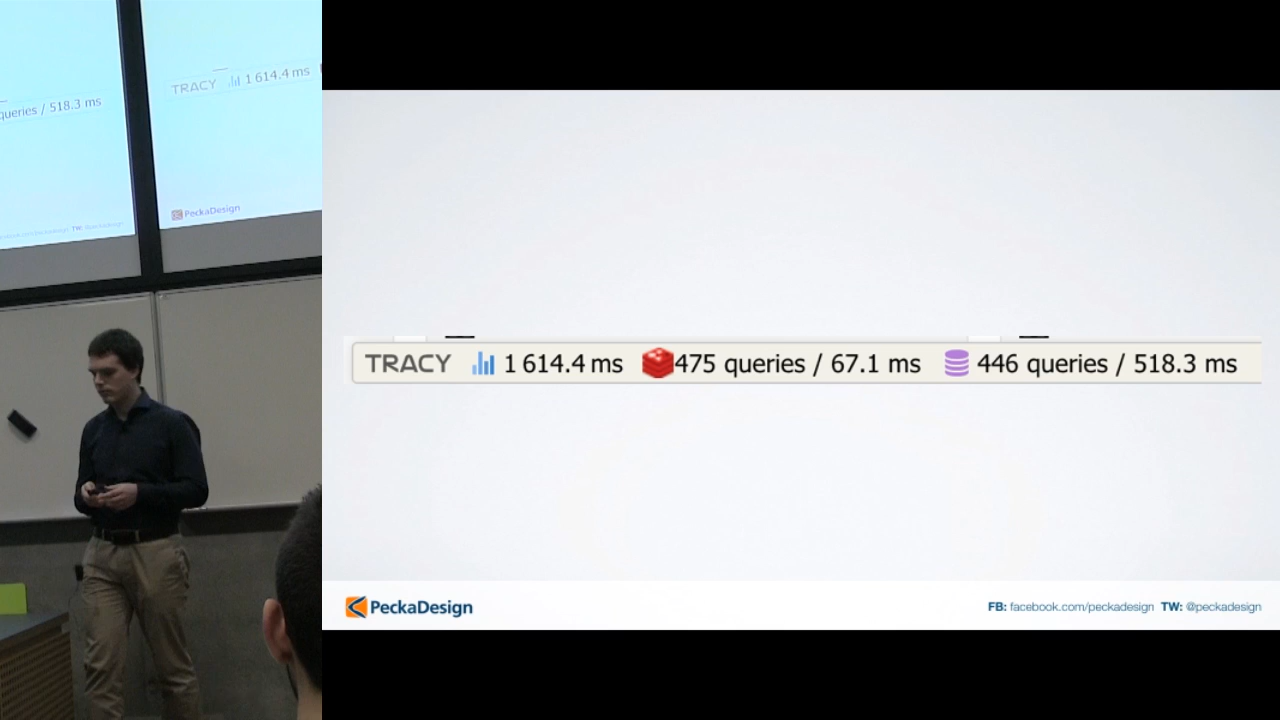 queries / 518.3 ms
TRACY 1 614.4 ms
PeckaDesign
TRACY 1 614.4 ms 475 queries / 67.1 ms 446 queries / 518.3 ms
PeckaDesign
FB: facebook.com/peckadesign TW: @peckadesign